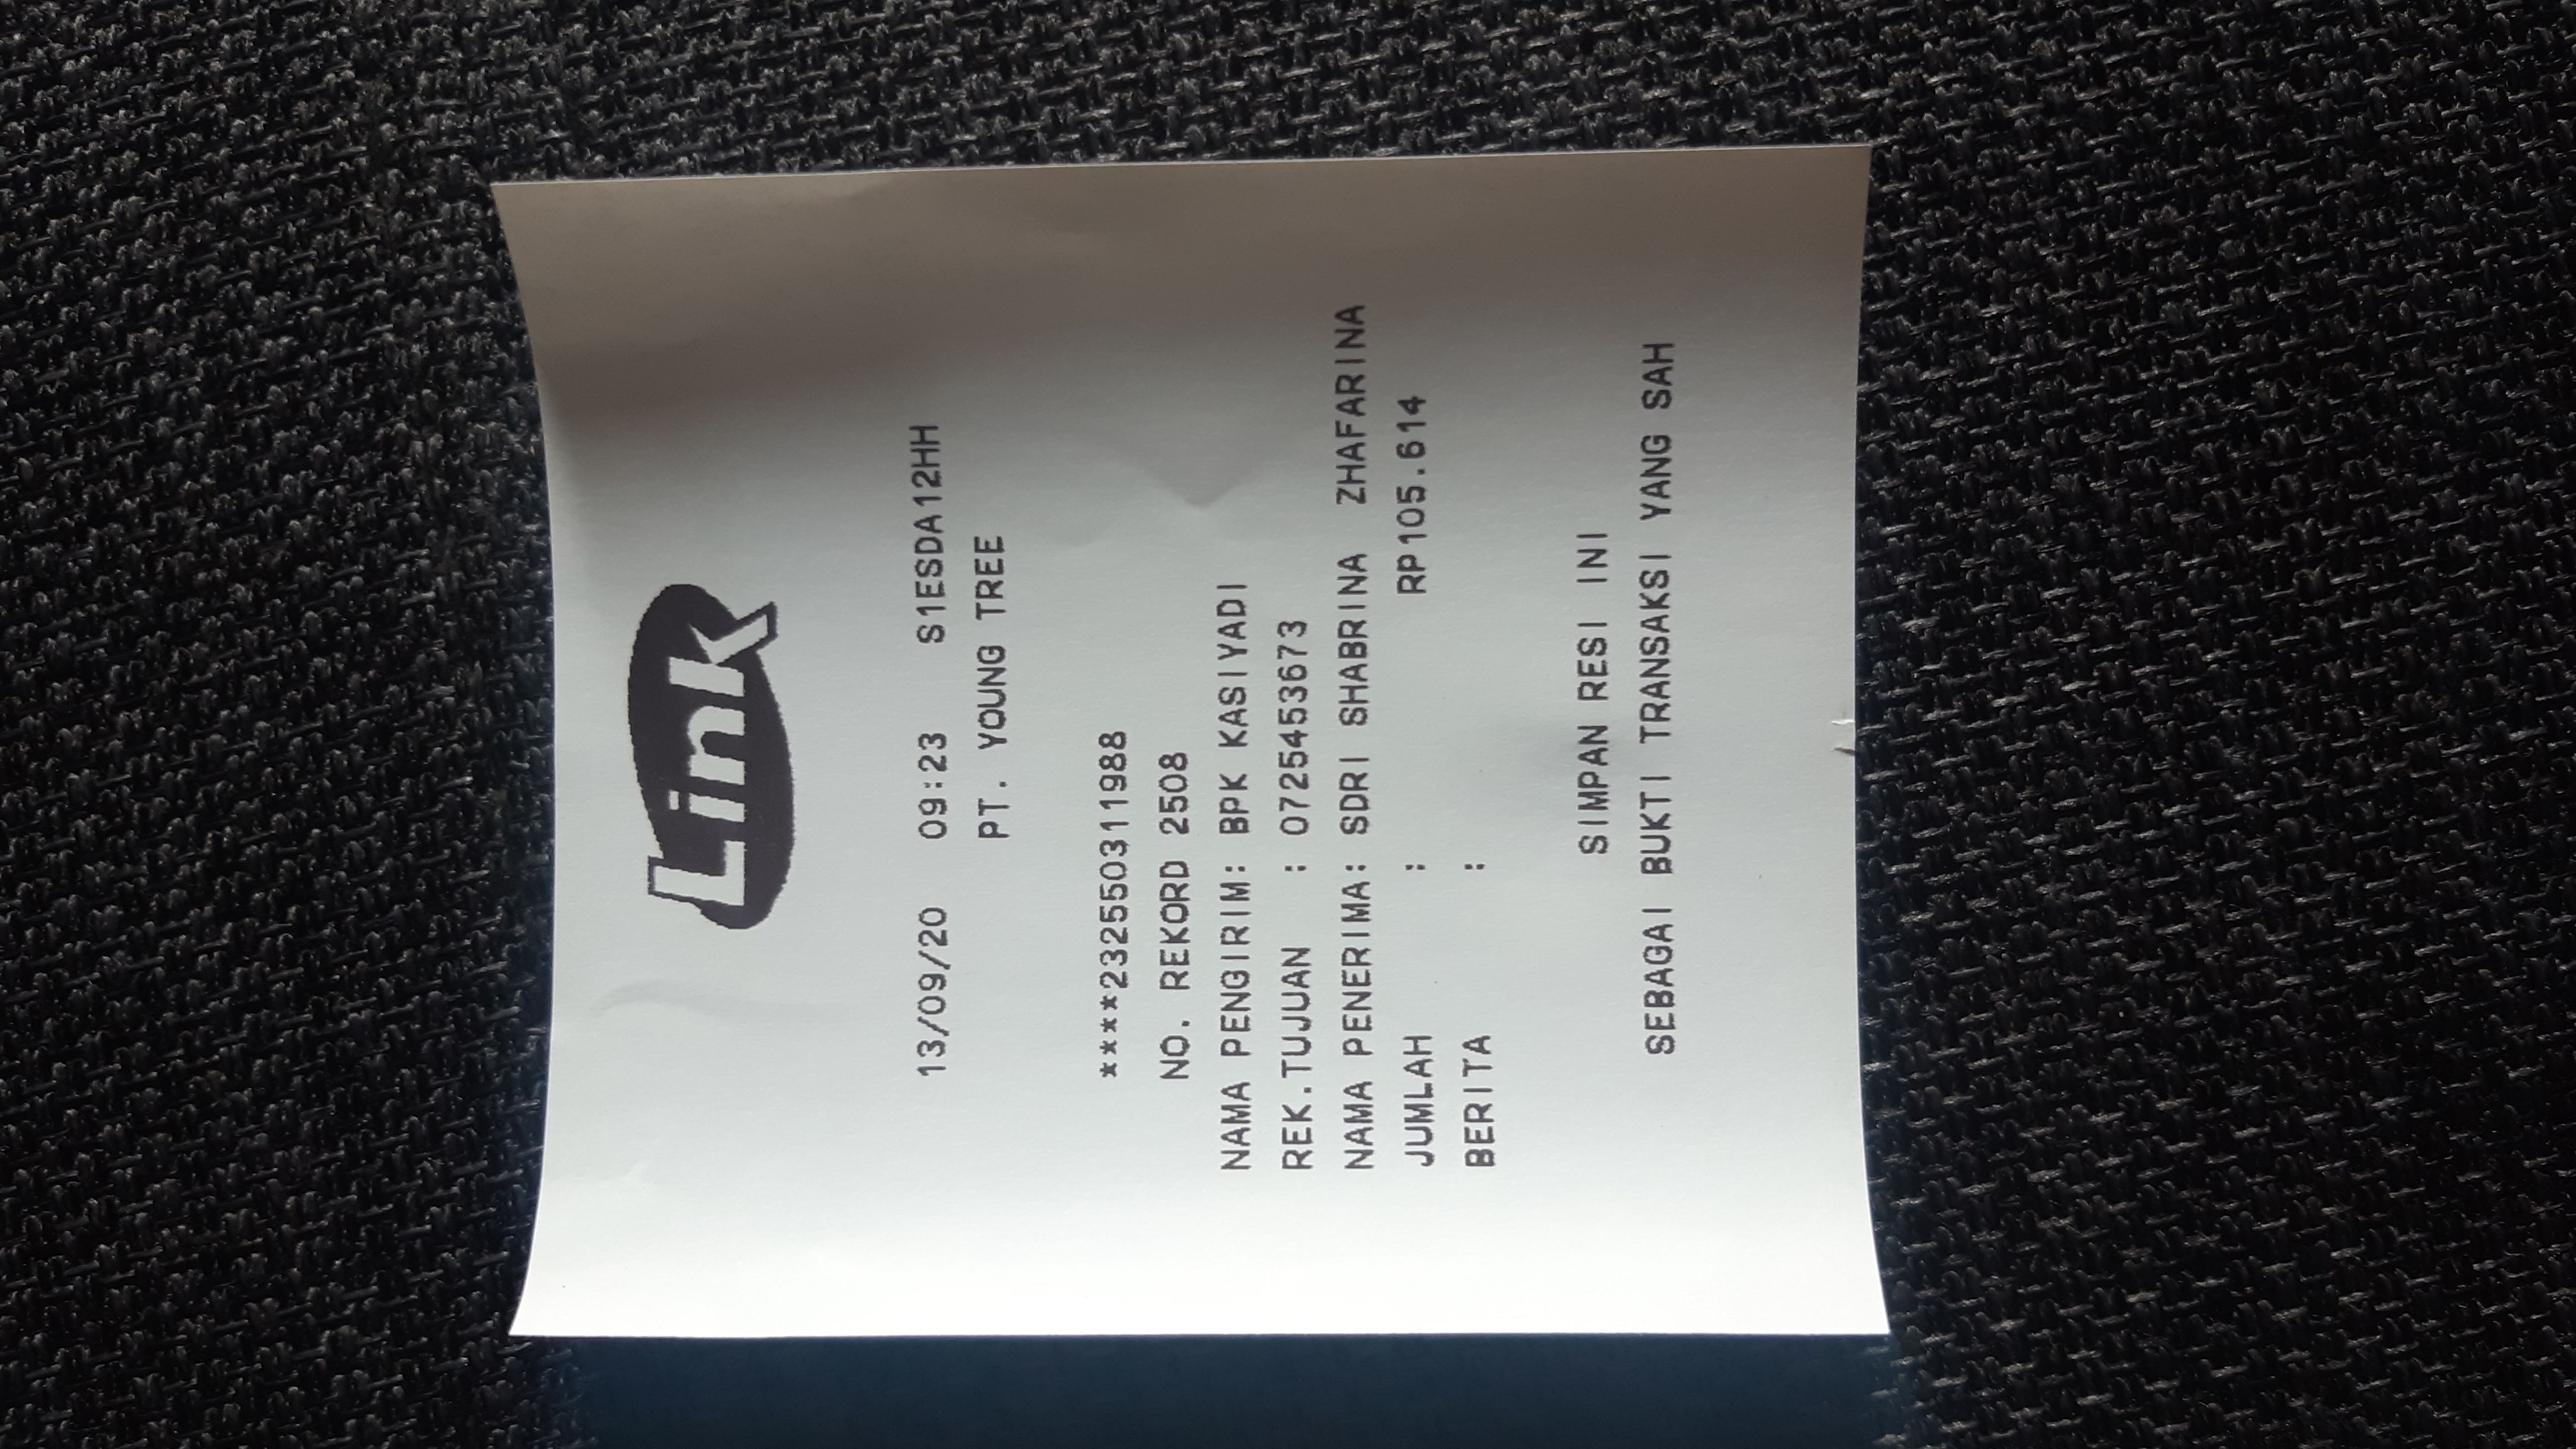 Link
13/09/20 09:23 S1ESDA12HH
PT. YOUNG TREE
****232550311988
NO. REKORD 2508
NAMA PENGIRIM: BPK KASIYADI
REK.TUJUAN : 0725453673
NAMA PENERIMA: SDRI SHABRINA ZHAFARINA
JUMLAH : RP105.614
BERITA :
SIMPAN RESI INI
SEBAGAI BUKTI TRANSAKSI YANG SAH